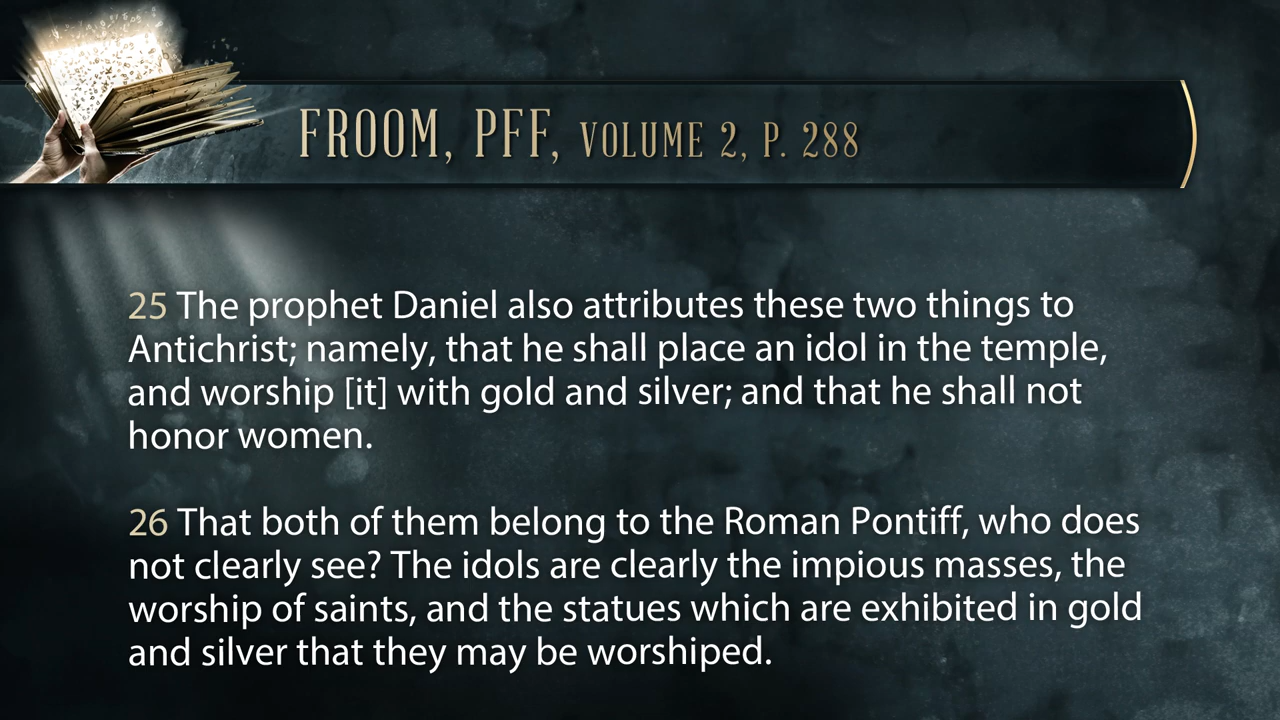 FROOM, PFF, VOLUME 2, P. 288
25 The prophet Daniel also attributes these two things to
Antichrist; namely, that he shall place an idol in the temple,
and worship [it] with gold and silver; and that he shall not
honor women.
26 That both of them belong to the Roman Pontiff, who does
not clearly see? The idols are clearly the impious masses, the
worship of saints, and the statues which are exhibited in gold
and silver that they may be worshiped.